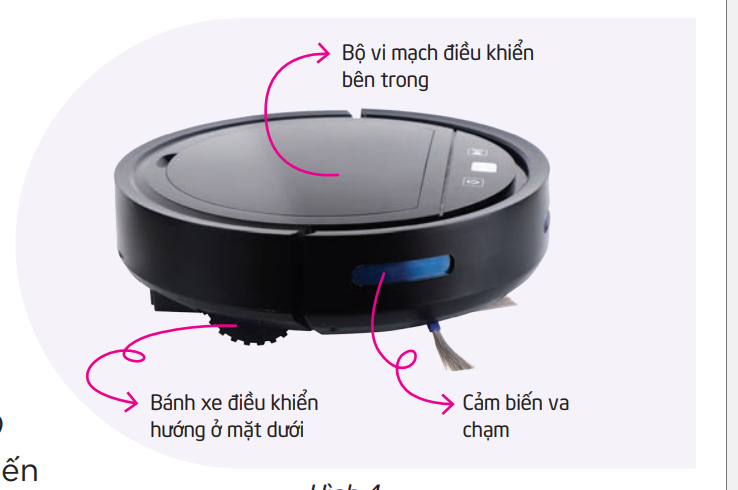 Bộ vi mạch điều khiển
bên trong
Bánh xe điều khiển
hướng ở mặt dưới
Cảm biến va
chạm
ến